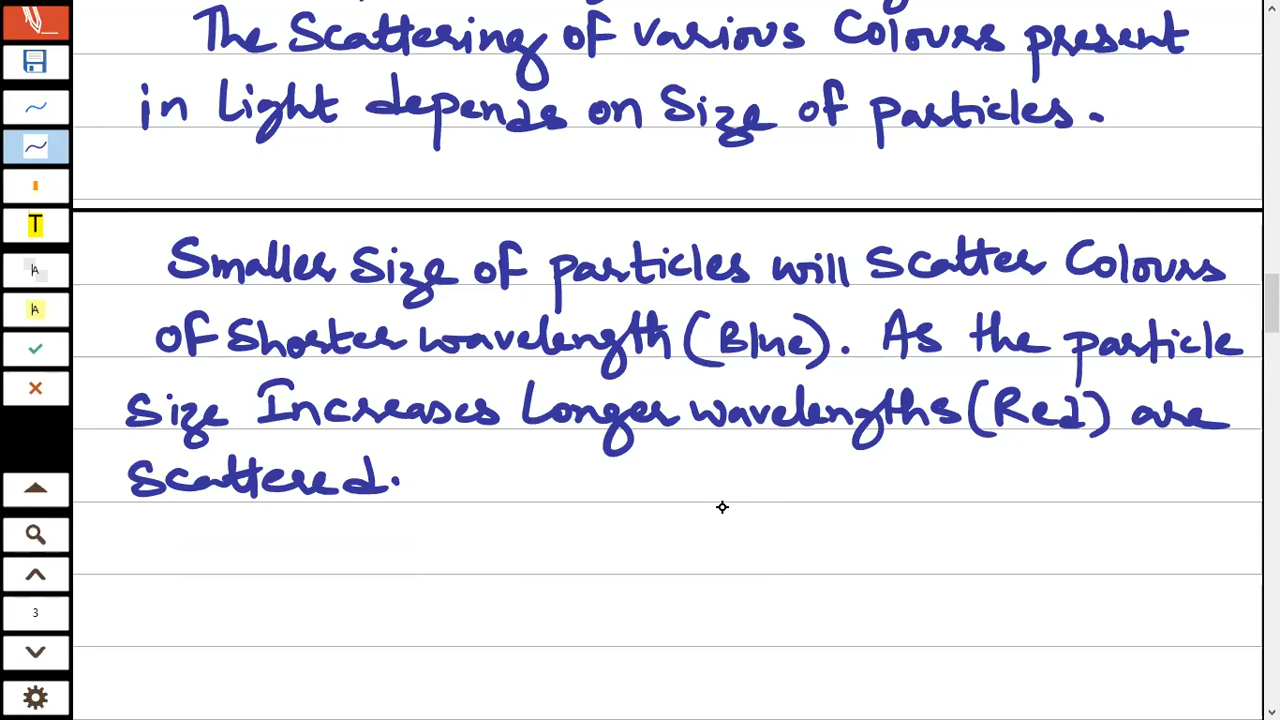 The Scattering of various Colours present
in Light depends on Size of particles.
Smaller Size of particles will Scatter Colours
of Shorter wavelength (Blue). As the particle
Size Increases Longer wavelengths (Red) are
Scattered.
T
A
A
3